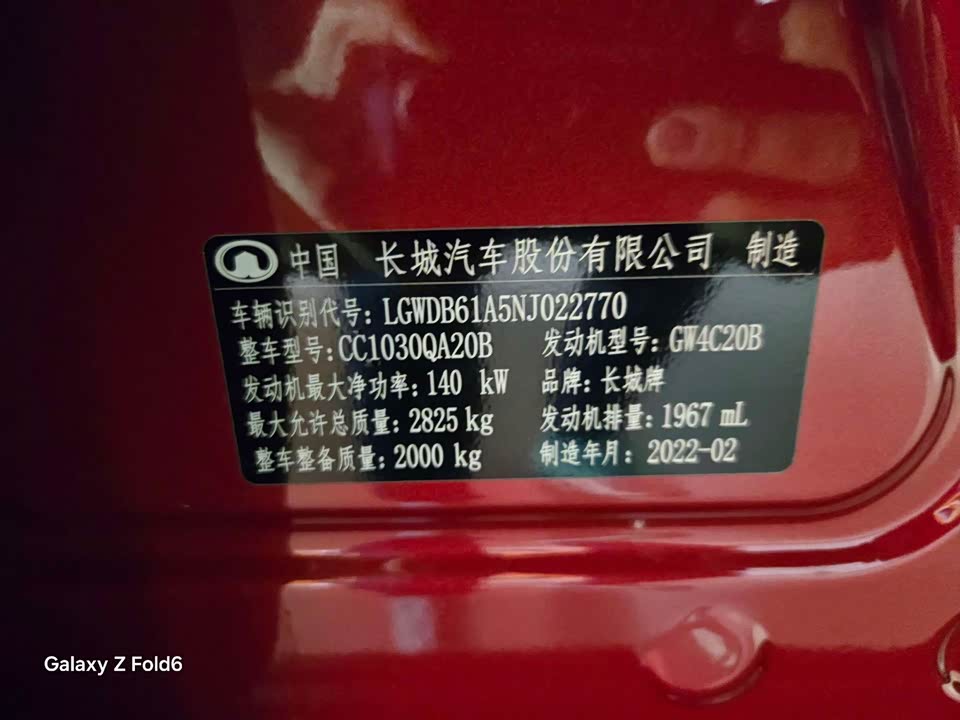 中国 长城汽车股份有限公司 制造
车辆识别代号: LGWDB61A5NJ022770
整车型号: CC1030QA20B 发动机型号: GW4C20B
发动机最大净功率: 140 kW 品牌: 长城牌
最大允许总质量: 2825 kg 发动机排量: 1967 mL
整车整备质量: 2000 kg 制造年月: 2022-02
Galaxy Z Fold6